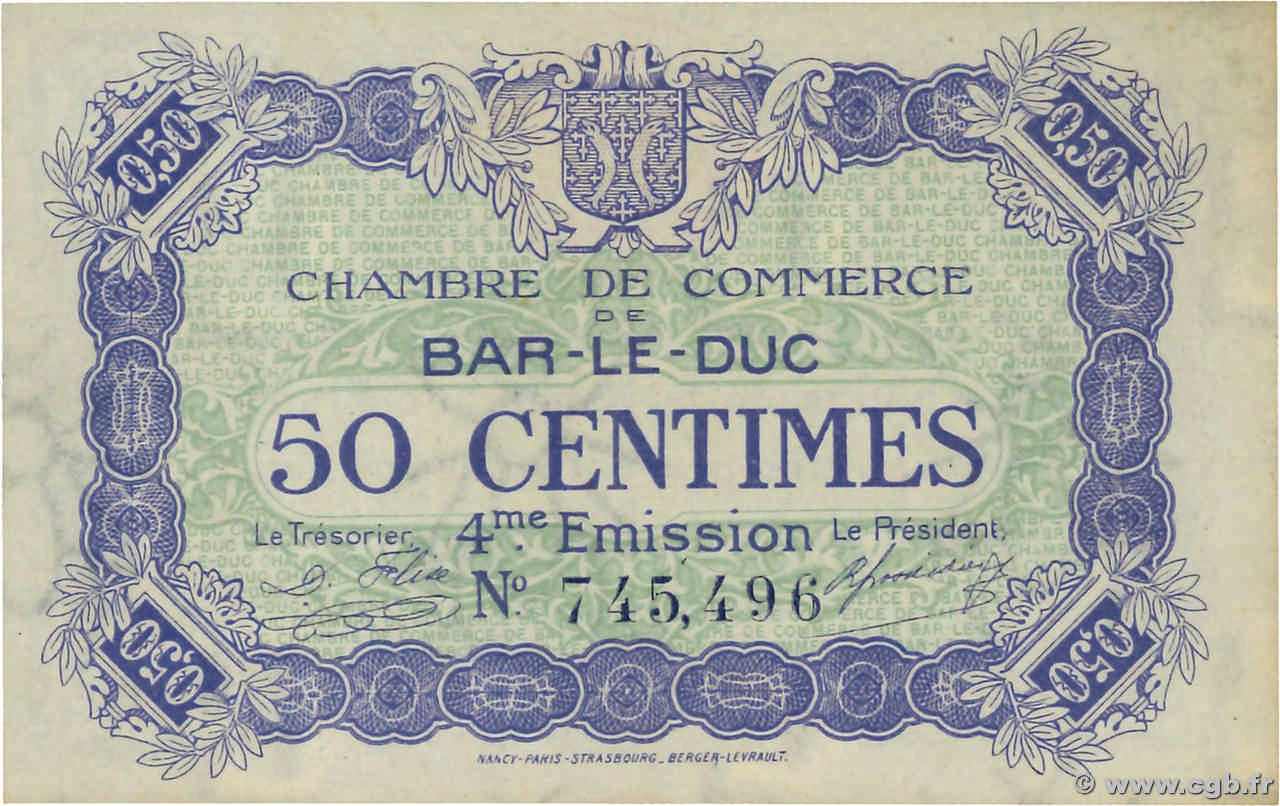 0,50
0,50
CHAMBRE DE COMMERCE
DE
BAR-LE-DUC
50 CENTIMES
Le Trésorier, 4me. Emission Le Président,
No. 745,496
0,50
0,50
NANCY-PARIS-STRASBOURG_BERGER-LEVRAULT.
© www.cgb.fr